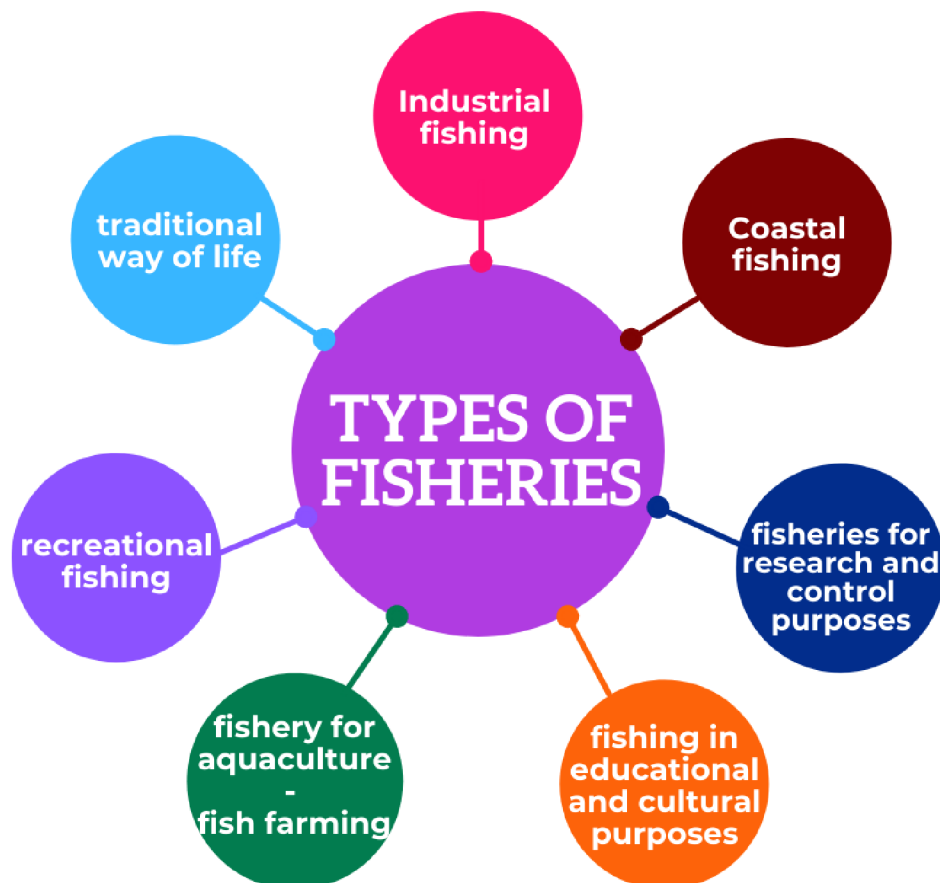 Industrial
fishing
traditional
way of life
Coastal
fishing
TYPES OF
FISHERIES
recreational
fishing
fisheries for
research and
control
purposes
fishery for
aquaculture
-
fish farming
fishing in
educational
and cultural
purposes